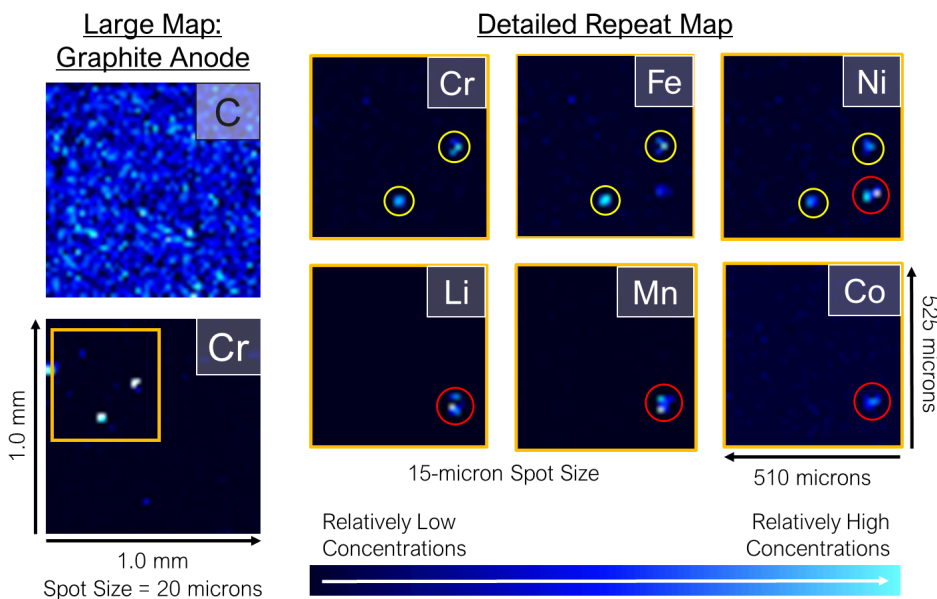 Large Map:
Graphite Anode
C
Cr
1.0 mm
1.0 mm
Spot Size = 20 microns
Detailed Repeat Map
Cr
Fe
Ni
Li
Mn
Co
525 microns
15-micron Spot Size
510 microns
Relatively Low
Concentrations
Relatively High
Concentrations